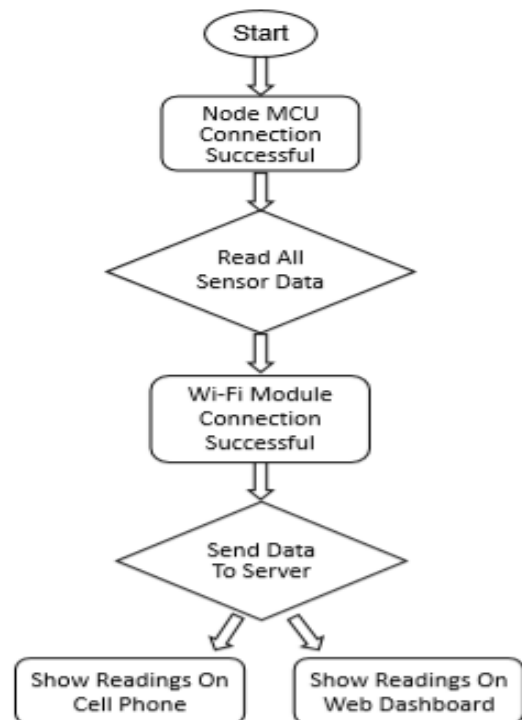 Start
Node MCU
Connection
Successful
Read All
Sensor Data
Wi-Fi Module
Connection
Successful
Send Data
To Server
Show Readings On
Cell Phone
Show Readings On
Web Dashboard